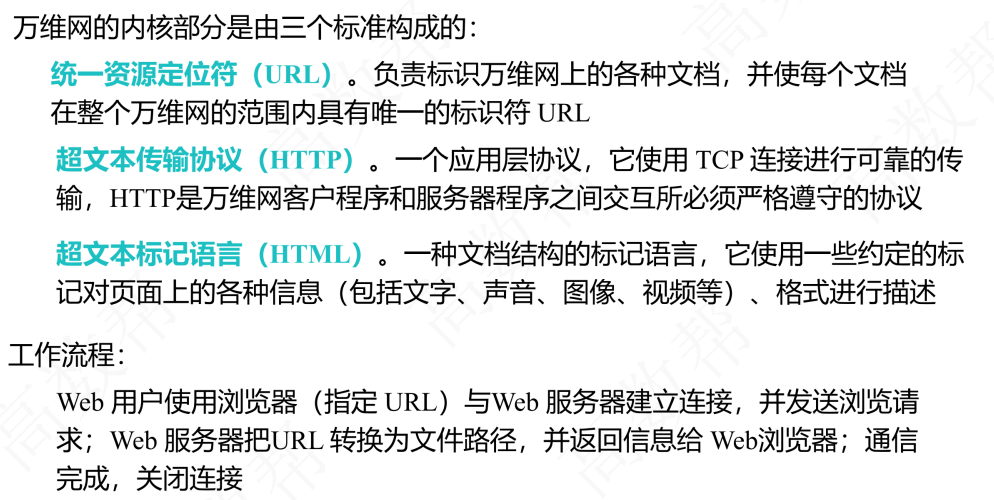 万维网的内核部分是由三个标准构成的：
统一资源定位符（URL）。负责标识万维网上的各种文档，并使每个文档
在整个万维网的范围内具有唯一的标识符 URL
超文本传输协议（HTTP）。一个应用层协议，它使用 TCP 连接进行可靠的传
输，HTTP是万维网客户程序和服务器程序之间交互所必须严格遵守的协议
超文本标记语言（HTML）。一种文档结构的标记语言，它使用一些约定的标
记对页面上的各种信息（包括文字、声音、图像、视频等）、格式进行描述
工作流程：
Web 用户使用浏览器（指定 URL）与Web 服务器建立连接，并发送浏览请
求；Web 服务器把URL 转换为文件路径，并返回信息给 Web浏览器；通信
完成，关闭连接
高数帮
高数帮
高数帮
高数帮